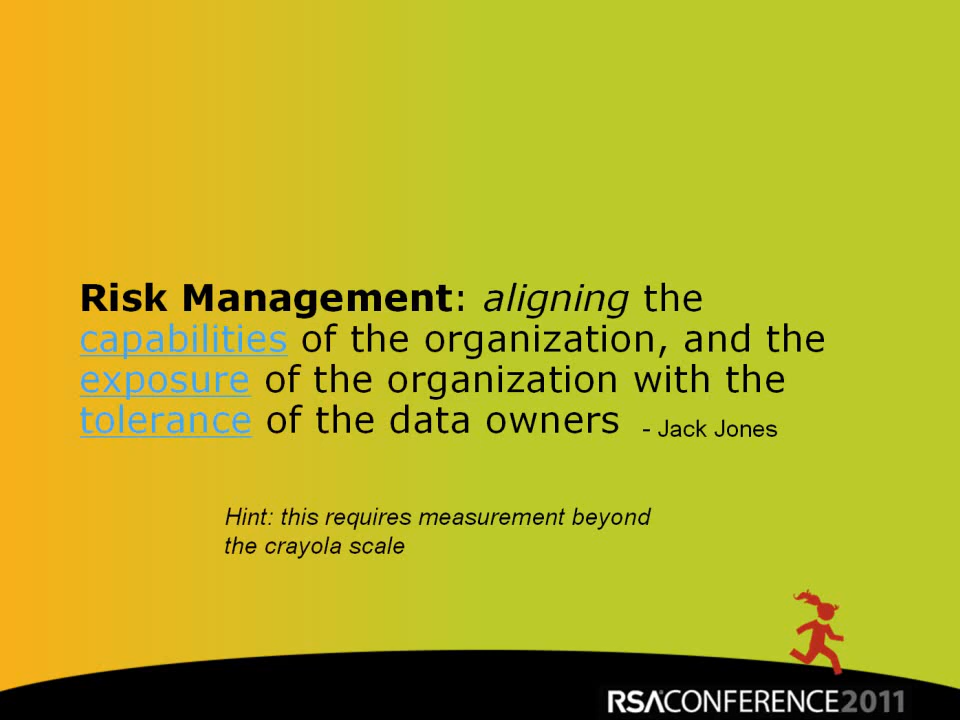 Risk Management: aligning the
capabilities of the organization, and the
exposure of the organization with the
tolerance of the data owners - Jack Jones
Hint: this requires measurement beyond
the crayola scale
RSACONFERENCE2011